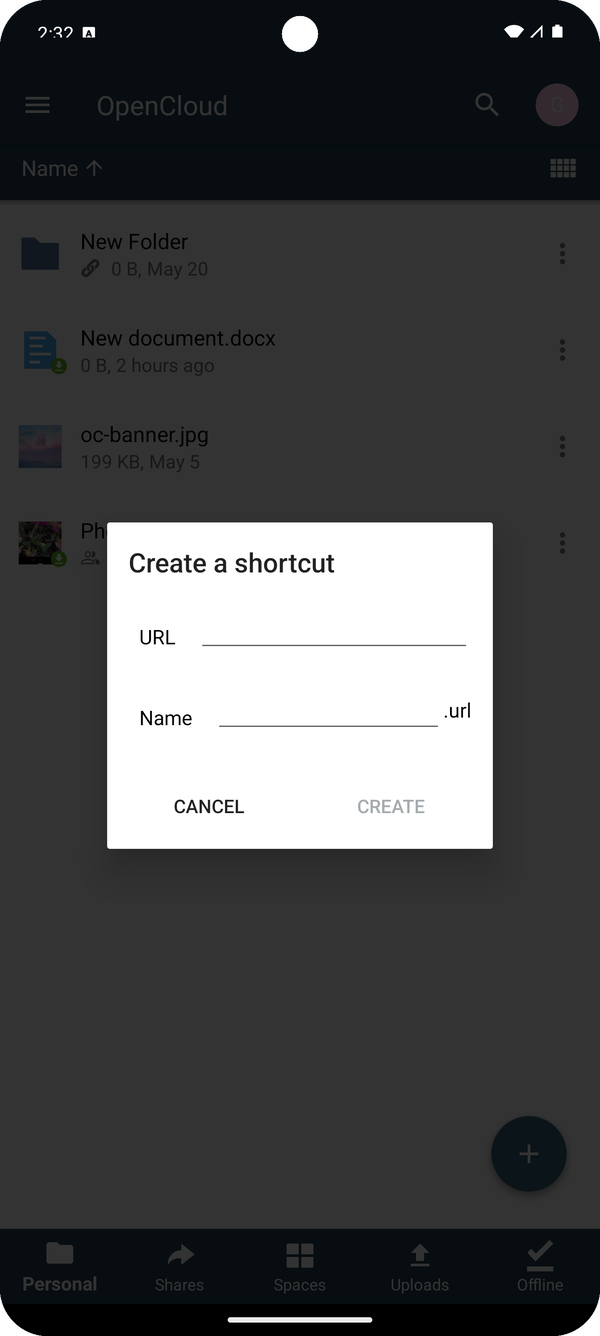 2:32 A
OpenCloud
G
Name
New Folder
0 B, May 20
New document.docx
0 B, 2 hours ago
oc-banner.jpg
199 KB, May 5
Ph
Create a shortcut
URL
Name .url
CANCEL CREATE
Personal Shares Spaces Uploads Offline